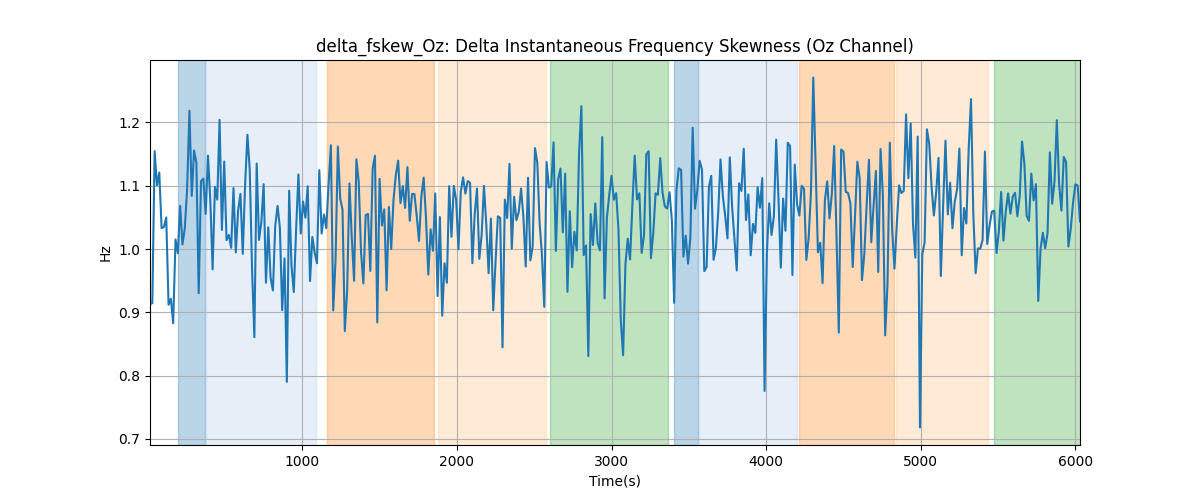 delta_fskew_Oz: Delta Instantaneous Frequency Skewness (Oz Channel)
Hz
1.2
1.1
1.0
0.9
0.8
0.7
1000 2000 3000 4000 5000 6000
Time(s)